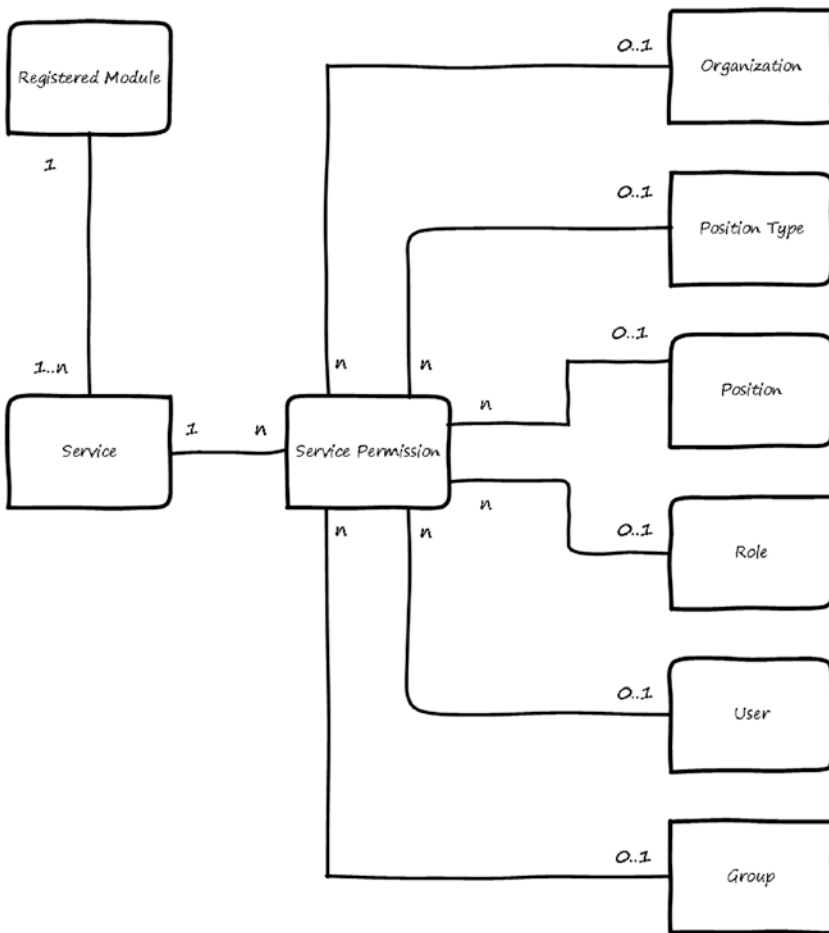 0..1
Organization
Registered Module
1
0..1
Position Type
0..1
1..n
n
n
n
Position
1
n
Service
Service Permission
n
n
n
0..1
Role
0..1
User
0..1
Group